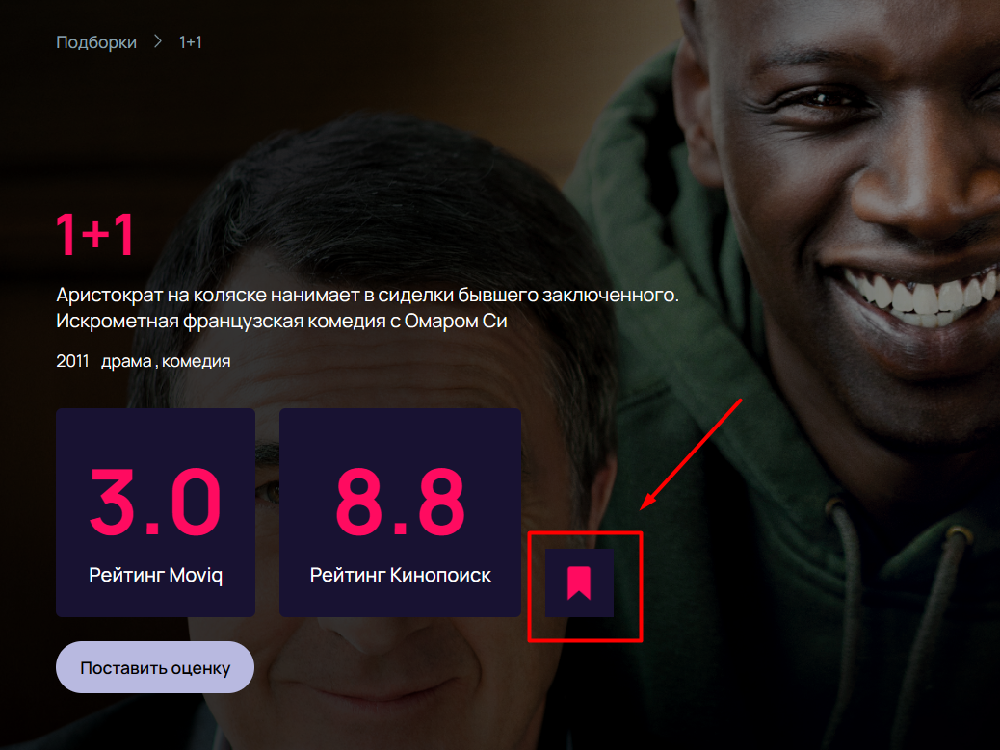 Подборки > 1+1
1+1
Аристократ на коляске нанимает в сиделки бывшего заключенного.
Искрометная французская комедия с Омаром Си
2011 драма , комедия
3.0 8.8
Рейтинг Moviq Рейтинг Кинопоиск
Поставить оценку